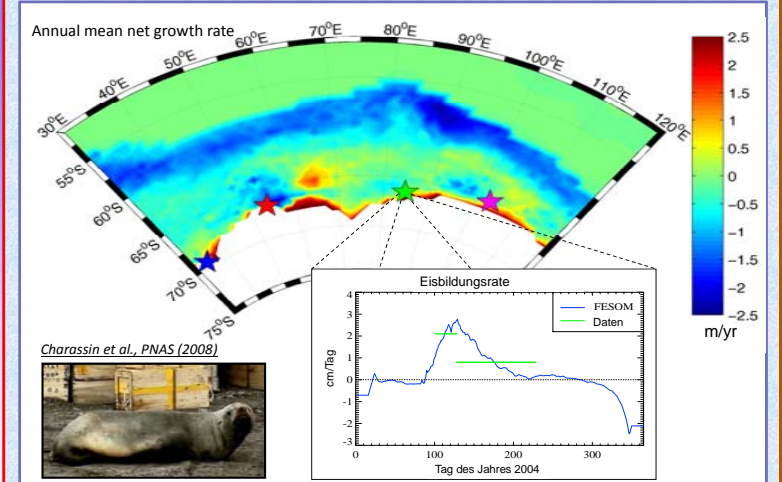 Annual mean net growth rate
30°E
40°E
50°E
60°E
70°E
80°E
90°E
100°E
110°E
120°E
55°S
60°S
65°S
70°S
75°S
2.5
2
1.5
1
0.5
0
−0.5
−1
−1.5
−2
−2.5
m/yr
Charassin et al., PNAS (2008)
Eisbildungsrate
FESOM
Daten
cm/Tag
4
3
2
1
0
-1
-2
-3
0 100 200 300
Tag des Jahres 2004